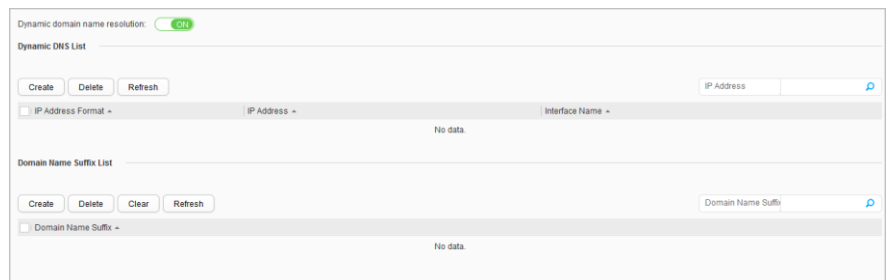 Dynamic domain name resolution: ON
Dynamic DNS List
Create Delete Refresh IP Address
IP Address Format IP Address Interface Name
No data.
Domain Name Suffix List
Create Delete Clear Refresh Domain Name Suffix
Domain Name Suffix
No data.